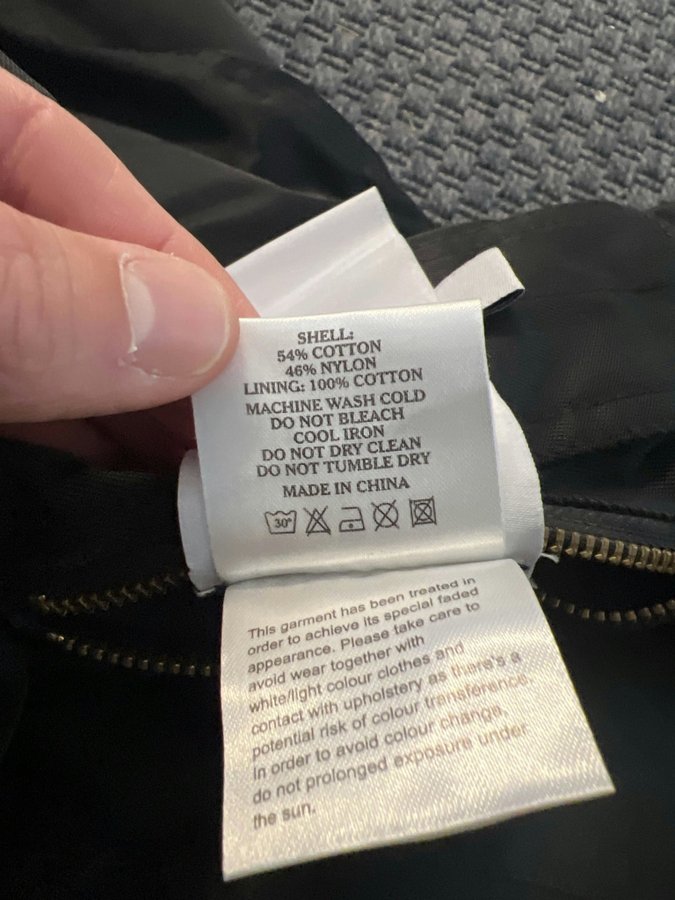 SHELL:
54% COTTON
46% NYLON
LINING: 100% COTTON
MACHINE WASH COLD
DO NOT BLEACH
COOL IRON
DO NOT DRY CLEAN
DO NOT TUMBLE DRY
MADE IN CHINA
30°
This garment has been treated in
order to achieve its special faded
appearance. Please take care to
avoid wear together with
white/light colour clothes and
contact with upholstery as there's a
potential risk of colour transference.
In order to avoid colour change,
do not prolonged exposure under
the sun.